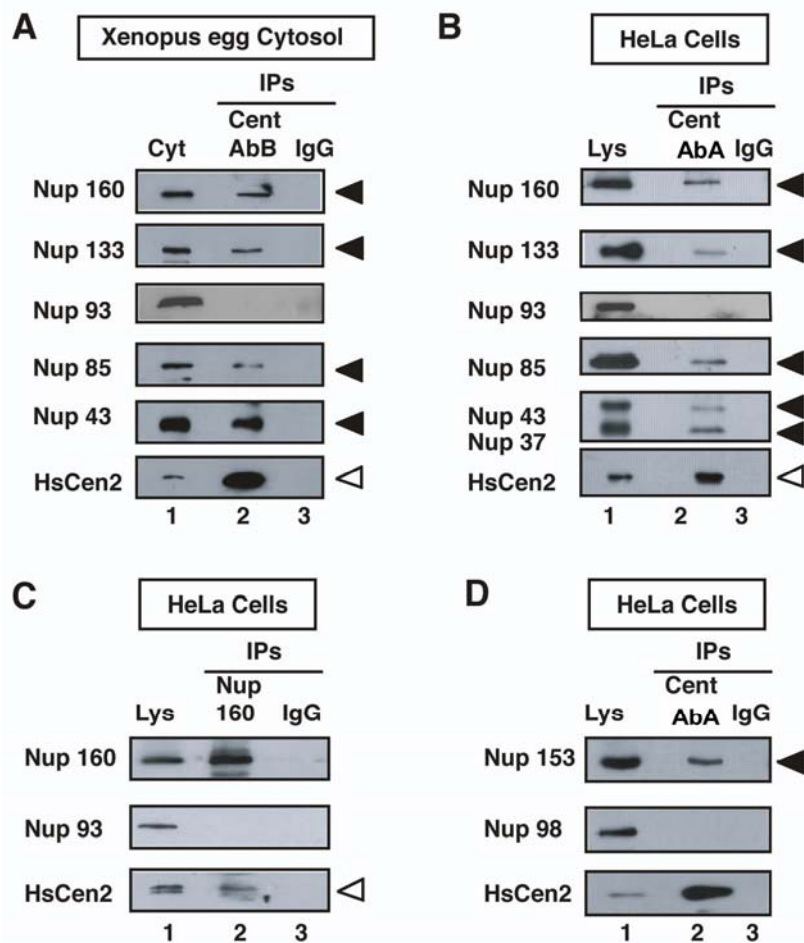 A
Xenopus egg Cytosol
IPs
Cent
Cyt AbB IgG
Nup 160
Nup 133
Nup 93
Nup 85
Nup 43
HsCen2
1 2 3
B
HeLa Cells
IPs
Cent
Lys AbA IgG
Nup 160
Nup 133
Nup 93
Nup 85
Nup 43
Nup 37
HsCen2
1 2 3
C
HeLa Cells
IPs
Nup
Lys 160 IgG
Nup 160
Nup 93
HsCen2
1 2 3
D
HeLa Cells
IPs
Cent
Lys AbA IgG
Nup 153
Nup 98
HsCen2
1 2 3